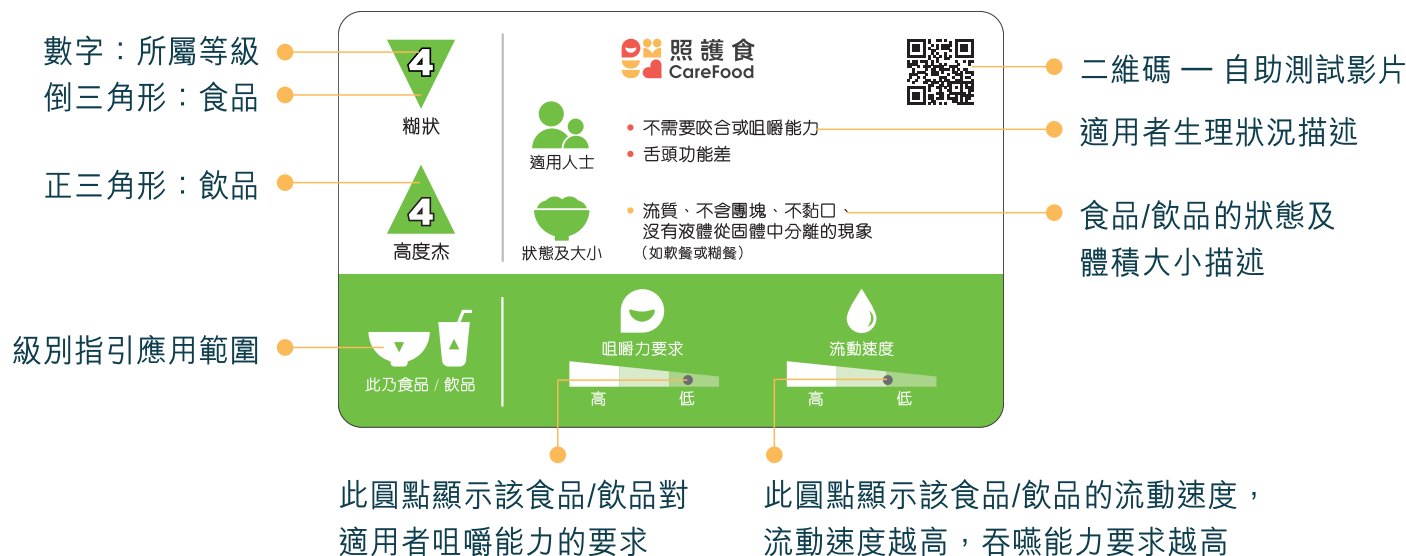 數字：所屬等級
倒三角形：食品
正三角形：飲品
級別指引應用範圍
4
糊狀
4
高度杰
照護食
CareFood
適用人士
• 不需要咬合或咀嚼能力
• 舌頭功能差
狀態及大小
• 流質、不含團塊、不黏口、
沒有液體從固體中分離的現象
（如軟餐或糊餐）
此乃食品 / 飲品
咀嚼力要求
高 低
流動速度
高 低
二維碼 — 自助測試影片
適用者生理狀況描述
食品/飲品的狀態及
體積大小描述
此圓點顯示該食品/飲品對
適用者咀嚼能力的要求
此圓點顯示該食品/飲品的流動速度，
流動速度越高，吞嚥能力要求越高